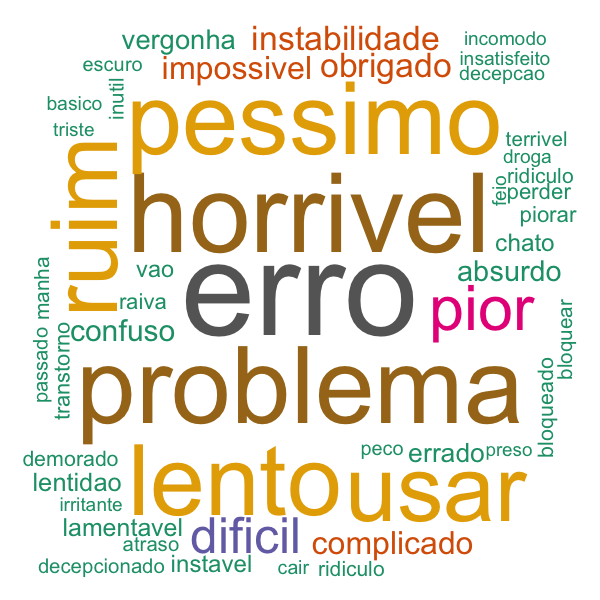 vergonha
instabilidade
incomodo
escuro
impossivel
obrigado
insatisfeito
decepcao
basico
inutil
triste
pessimo
terrivel
droga
ruim
horrivel
feio
ridiculo
perder
piorar
chato
manha
passado
vao
erro
absurdo
raiva
pior
confuso
transtorno
bloquear
problema
bloqueado
demorado
lentidao
lento
usar
peco
errado
preso
irritante
lamentavel
dificil
complicado
atraso
decepcionado
instavel
cair
ridiculo